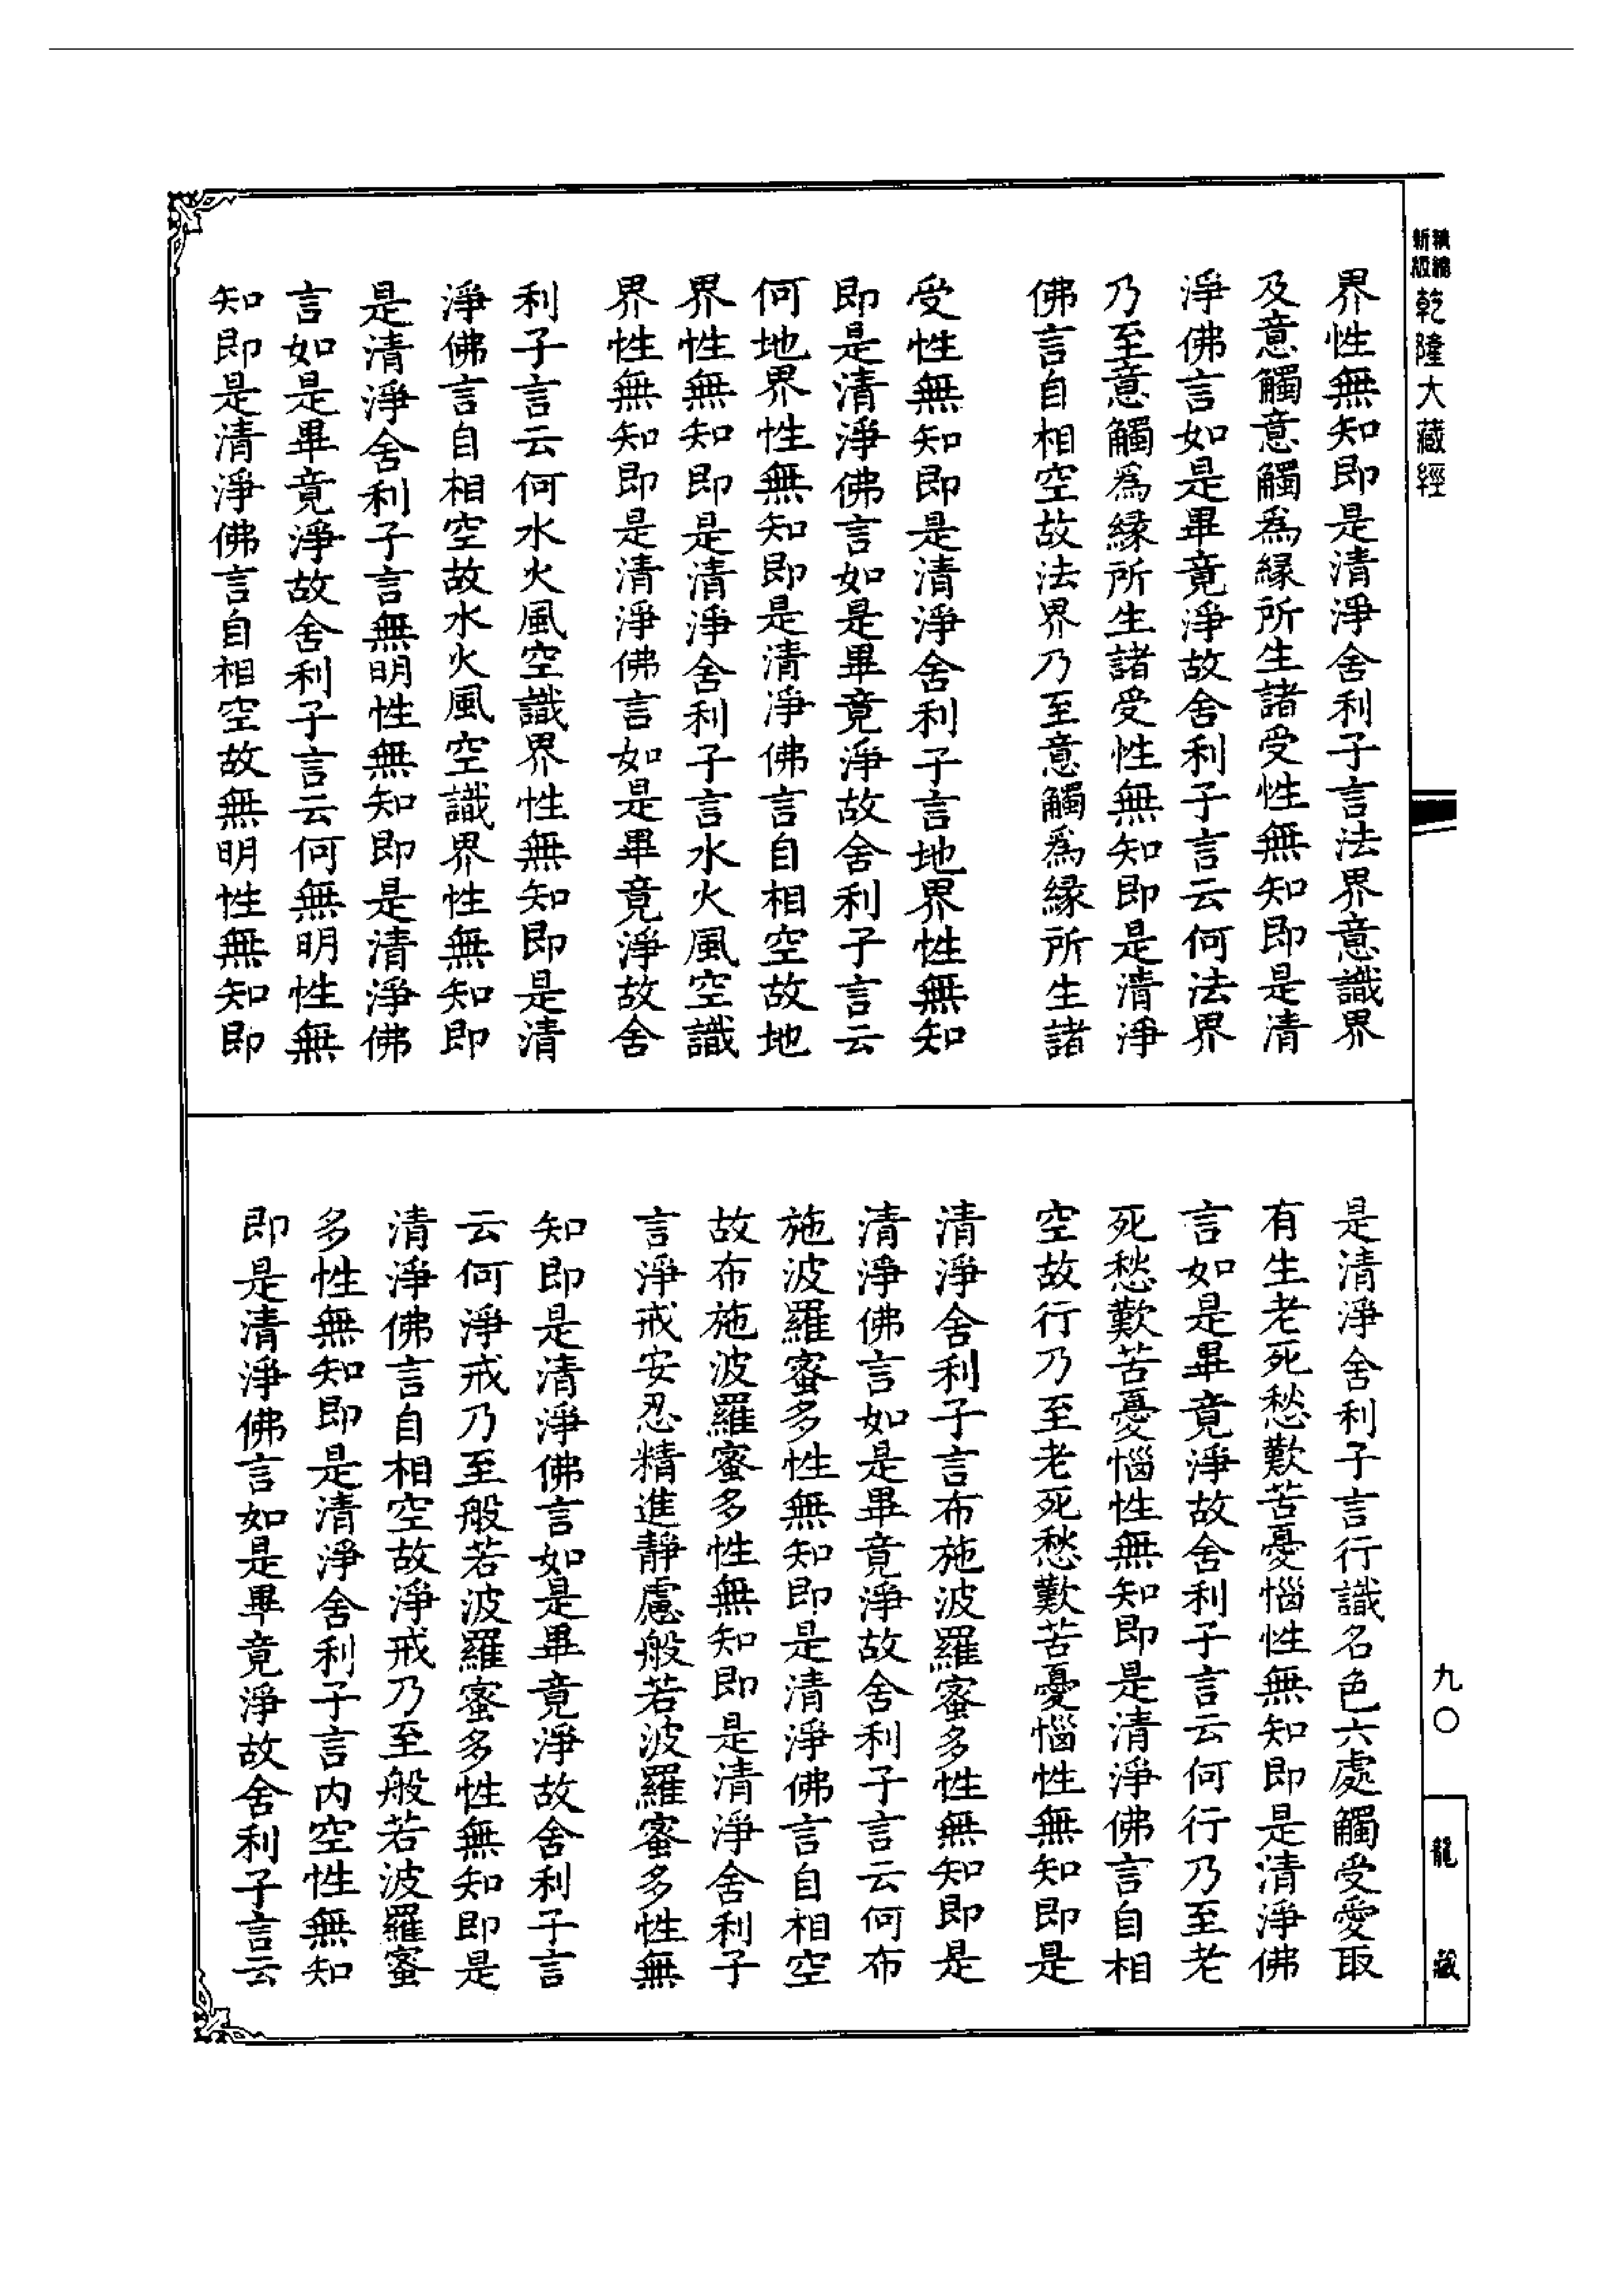 新版精縮乾隆大藏經
界性無知即是清淨舍利子言法界意識界
及意觸意觸爲緣所生諸受性無知即是清
淨佛言如是畢竟淨故舍利子言云何法界
乃至意觸爲緣所生諸受性無知即是清淨
佛言自相空故法界乃至意觸爲緣所生諸
受性無知即是清淨舍利子言地界性無知
即是清淨佛言如是畢竟淨故舍利子言云
何地界性無知即是清淨佛言自相空故地
界性無知即是清淨舍利子言水火風空識
界性無知即是清淨佛言如是畢竟淨故舍
利子言云何水火風空識界性無知即是清
淨佛言自相空故水火風空識界性無知即
是清淨舍利子言無明性無知即是清淨佛
言如是畢竟淨故舍利子言云何無明性無
知即是清淨佛言自相空故無明性無知即
是清淨舍利子言行識名色六處觸受愛取
有生老死愁歎苦憂惱性無知即是清淨佛
言如是畢竟淨故舍利子言云何行乃至老
死愁歎苦憂惱性無知即是清淨佛言自相
空故行乃至老死愁歎苦憂惱性無知即是
清淨舍利子言布施波羅蜜多性無知即是
清淨佛言如是畢竟淨故舍利子言云何布
施波羅蜜多性無知即是清淨佛言自相空
故布施波羅蜜多性無知即是清淨舍利子
言淨戒安忍精進靜慮般若波羅蜜多性無
知即是清淨佛言如是畢竟淨故舍利子言
云何淨戒乃至般若波羅蜜多性無知即是
清淨佛言自相空故淨戒乃至般若波羅蜜
多性無知即是清淨舍利子言内空性無知
即是清淨佛言如是畢竟淨故舍利子言云
九〇
龍藏